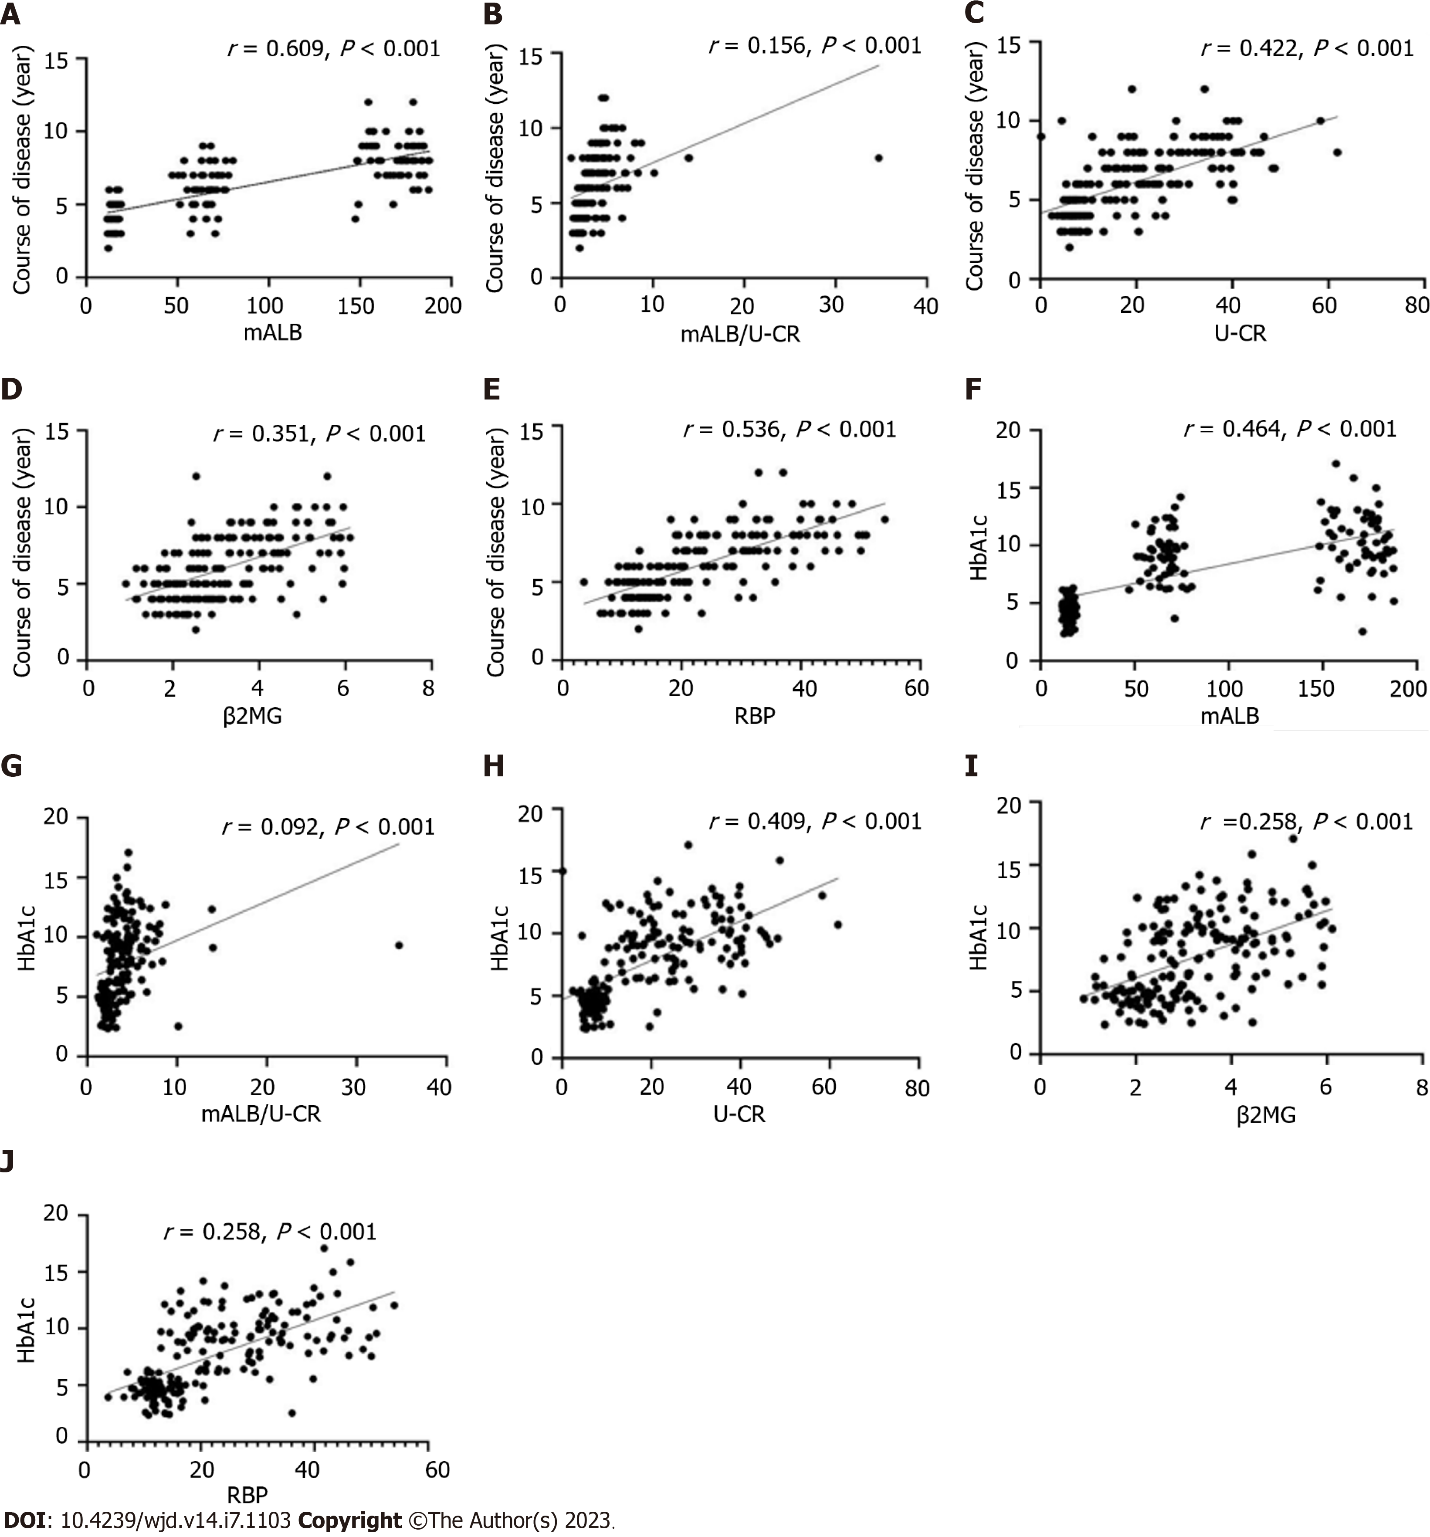 A B C
r = 0.609, P < 0.001
r = 0.156, P < 0.001
r = 0.422, P < 0.001
Course of disease (year)
15
10
5
0
0 50 100 150 200
mALB
Course of disease (year)
15
10
5
0
0 10 20 30 40
mALB/U-CR
Course of disease (year)
15
10
5
0
0 20 40 60 80
U-CR
D E F
r = 0.351, P < 0.001
r = 0.536, P < 0.001
r = 0.464, P < 0.001
Course of disease (year)
15
10
5
0
0 2 4 6 8
β2MG
Course of disease (year)
15
10
5
0
0 20 40 60
RBP
HbA1c
20
15
10
5
0
0 50 100 150 200
mALB
G H I
r = 0.092, P < 0.001
r = 0.409, P < 0.001
r =0.258, P < 0.001
HbA1c
20
15
10
5
0
0 10 20 30 40
mALB/U-CR
HbA1c
20
15
10
5
0
0 20 40 60 80
U-CR
HbA1c
20
15
10
5
0
0 2 4 6 8
β2MG
J
r = 0.258, P < 0.001
HbA1c
20
15
10
5
0
0 20 40 60
RBP
DOI: 10.4239/wjd.v14.i7.1103 Copyright ©The Author(s) 2023.